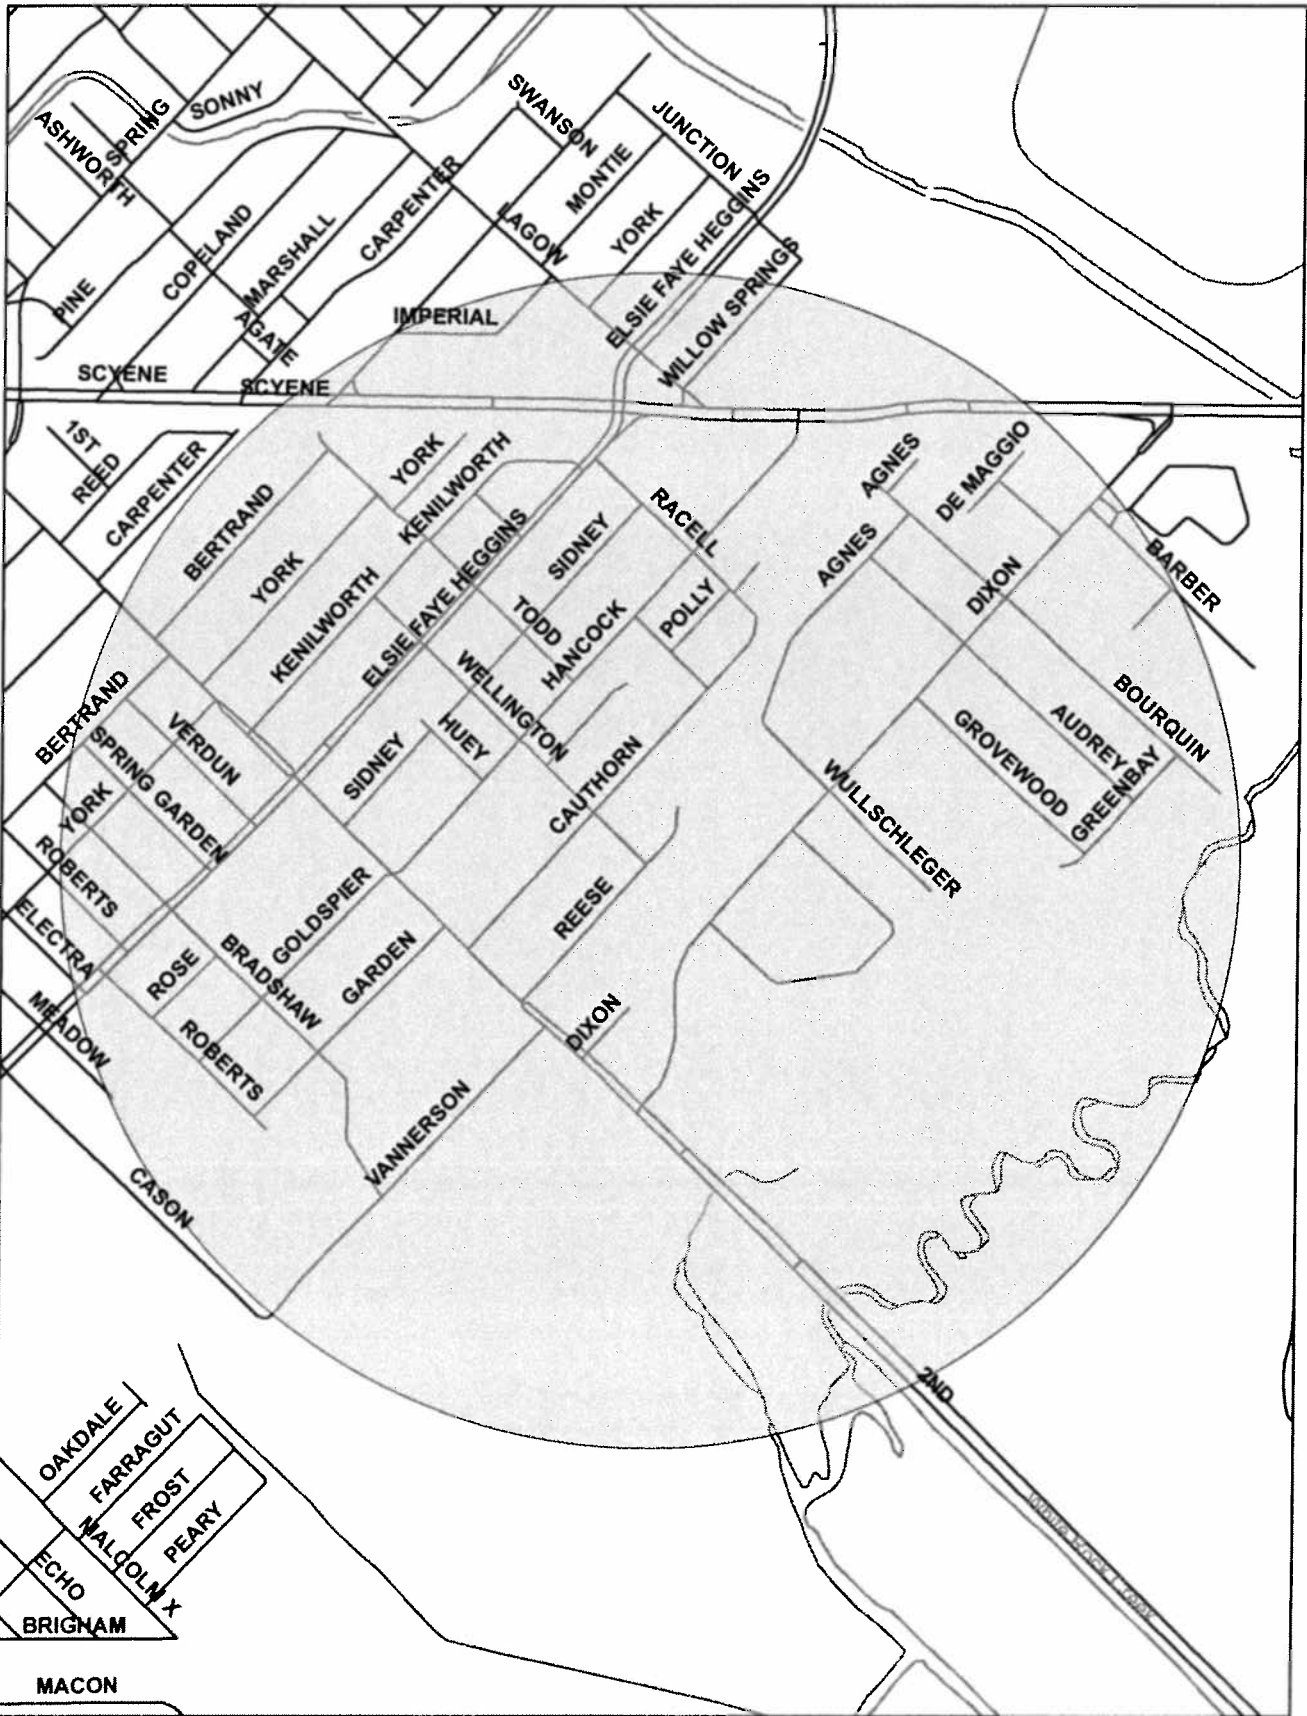 SONNY
SPRING
ASHWORTH
SWANSON
JUNCTION
MONTIE
CARPENTER
LAGOW
YORK
ELSIE FAYE HEGGINS
COPELAND
MARSHALL
PINE
WILLOW SPRINGS
IMPERIAL
AGATE
SCYENE
SCYENE
1ST
REED
CARPENTER
BERTRAND
YORK
KENILWORTH
RACELL
AGNES
DE MAGGIO
YORK
KENILWORTH
ELSIE FAYE HEGGINS
SIDNEY
AGNES
DIXON
BARBER
TODD
HANCOCK
POLLY
WELLINGTON
BERTRAND
VERDUN
SPRING GARDEN
SIDNEY
HUEY
CAUTHORN
BOURQUIN
AUDREY
GROVEWOOD
GREENBAY
WULLSCHLEGER
YORK
ROBERTS
ELECTRA
MEADOW
GOLDSPIER
BRADSHAW
ROSE
GARDEN
REESE
ROBERTS
DIXON
VANNERSON
CASON
2ND
OAKDALE
FARRAGUT
FROST
PEARY
MALCOLM X
ECHO
BRIGHAM
White Rock Creek
MACON